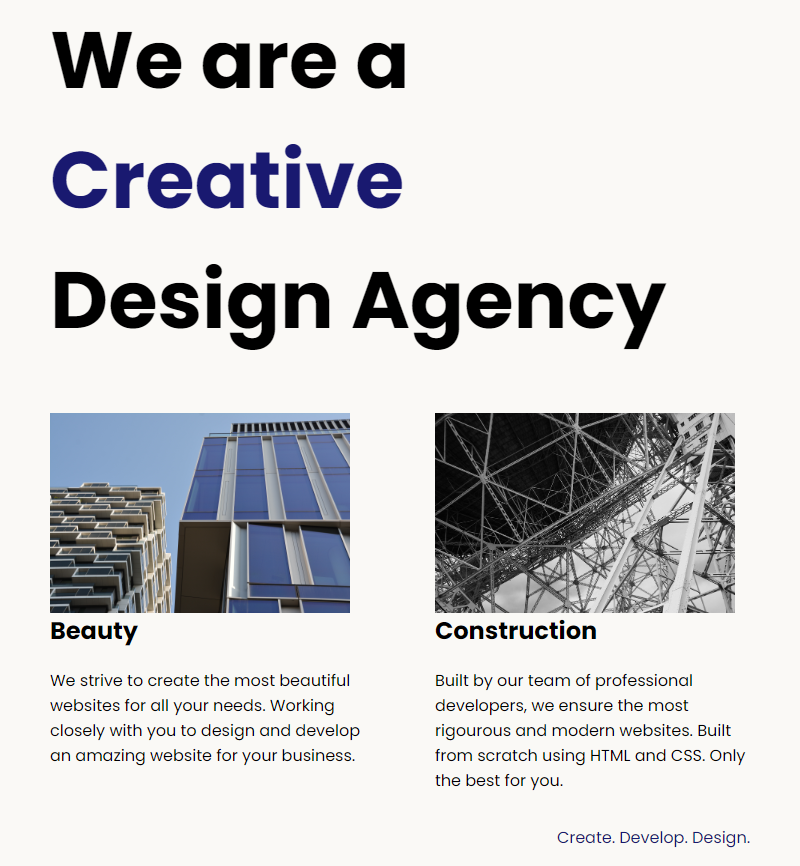 We are a
Creative
Design Agency
Beauty
We strive to create the most beautiful
websites for all your needs. Working
closely with you to design and develop
an amazing website for your business.
Construction
Built by our team of professional
developers, we ensure the most
rigourous and modern websites. Built
from scratch using HTML and CSS. Only
the best for you.
Create. Develop. Design.